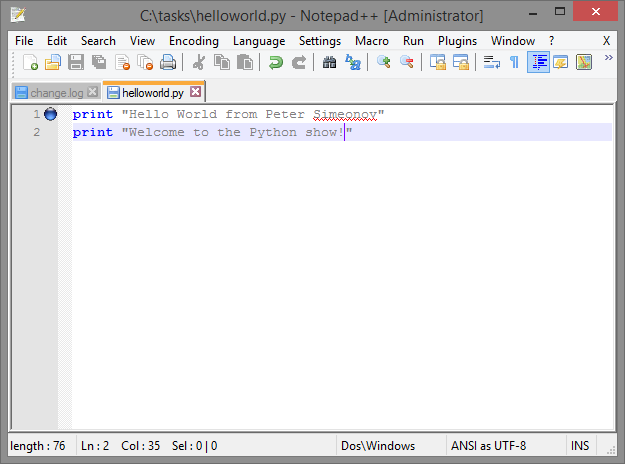 C:\tasks\helloworld.py - Notepad++ [Administrator]
File Edit Search View Encoding Language Settings Macro Run Plugins Window ? X
change.log helloworld.py
1 print "Hello World from Peter Simeonov"
2 print "Welcome to the Python show!"
length : 76 Ln : 2 Col : 35 Sel : 0 | 0 Dos\Windows ANSI as UTF-8 INS